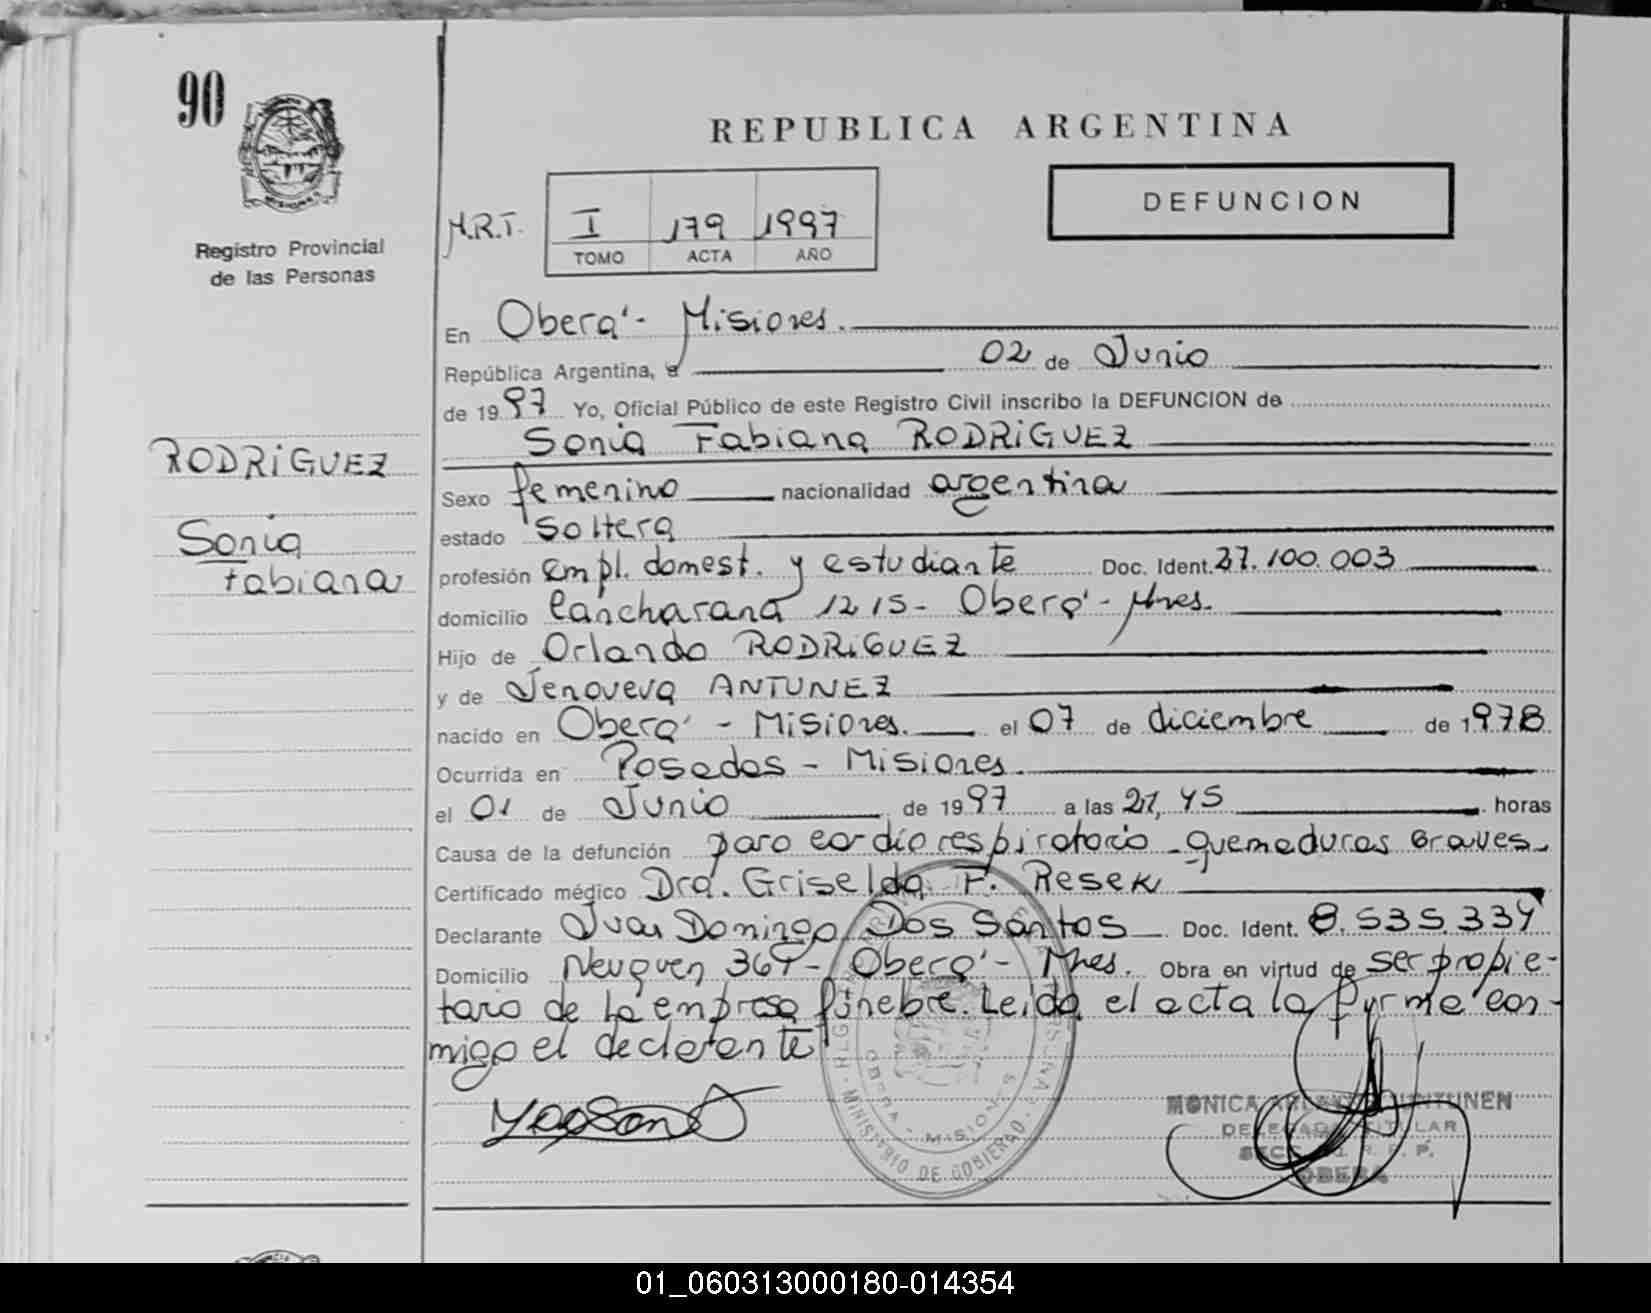 90
REPUBLICA ARGENTINA
DEFUNCION
Registro Provincial
de las Personas
H.R.T.
I 179 1997
TOMO ACTA AÑO
En Oberá - Misiones.
República Argentina, a 02 de Junio
de 1997 Yo, Oficial Público de este Registro Civil inscribo la DEFUNCION de
Sonia Fabiana RODRIGUEZ
RODRIGUEZ
Sonia
Fabiana
Sexo femenino nacionalidad argentina
estado soltera
profesión empl. domest. y estudiante Doc. Ident. 27.100.003
domicilio Cancharana 1215 - Oberá - Mnes.
Hijo de Orlando RODRIGUEZ
y de Jenoveva ANTUNEZ
nacido en Oberá - Misiones. el 07 de diciembre de 1978
Ocurrida en Posadas - Misiones.
el 01 de Junio de 1997 a las 21,45 horas
Causa de la defunción paro cardiorespiratorio - quemaduras graves -
Certificado médico Dra. Griselda F. Resek
Declarante Juan Domingo Dos Santos Doc. Ident. 8.535.334
Domicilio Neuquen 364 - Oberá - Mnes. Obra en virtud de ser propie-
tario de la empresa fúnebre. Leida el acta la firma con-
migo el declarante
MONICA
DELEGADA TITULAR
OBERA
OBERA - MISIONES
MINISTERIO DE GOBIERNO
01_060313000180-014354